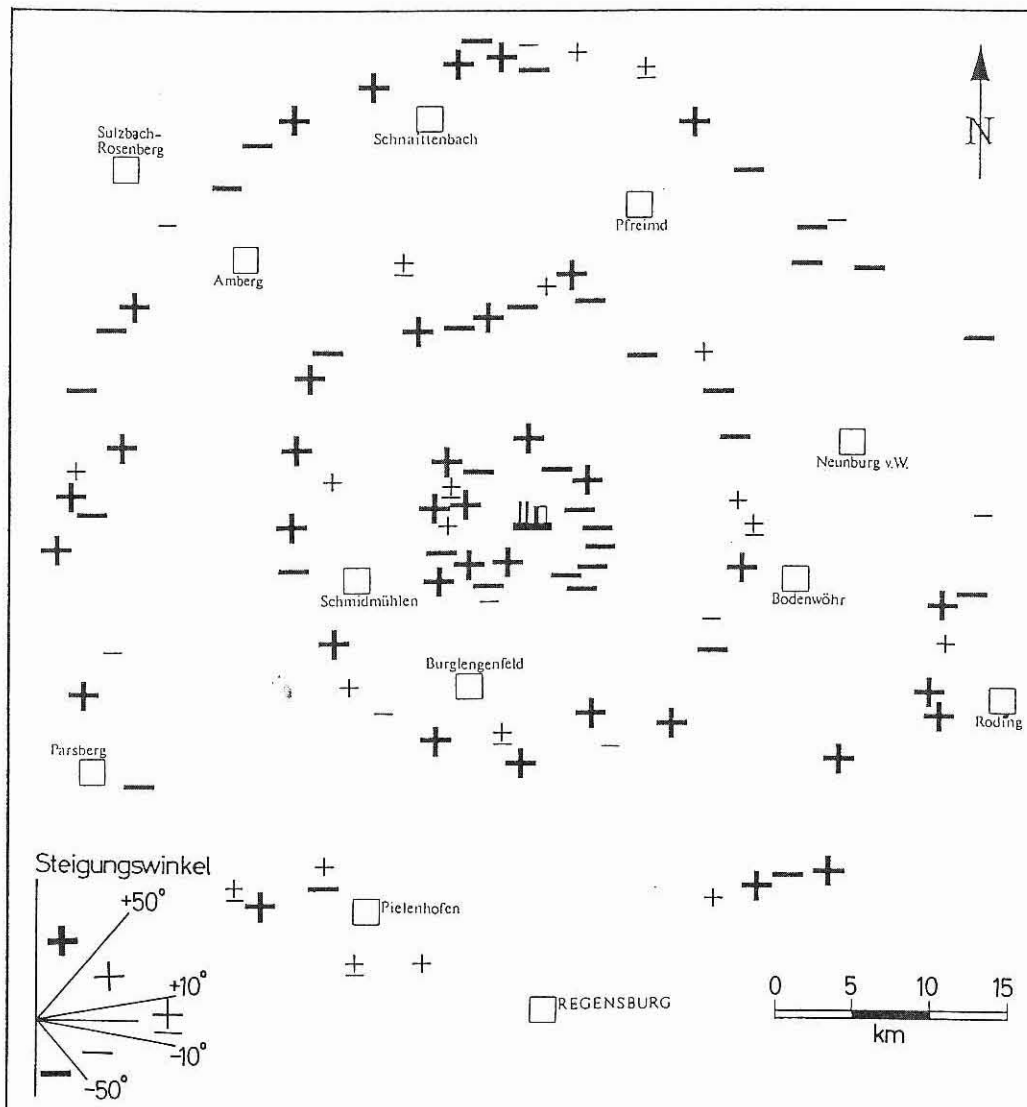 N
Sulzbach-
Rosenberg
Schnaittenbach
Pfreimd
Amberg
Neunburg v.W.
Schmidmühlen
Bodenwöhr
Burglengenfeld
Roding
Parsberg
Steigungswinkel
+50°
Pielenhofen
+10°
-10°
-50°
REGENSBURG
0 5 10 15
km